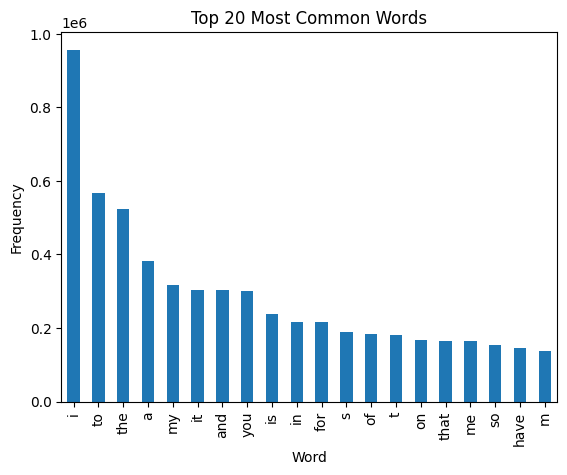 Top 20 Most Common Words
1e6
1.0
0.8
0.6
0.4
0.2
0.0
Frequency
i to the a my it and you is in for s of t on that me so have m
Word